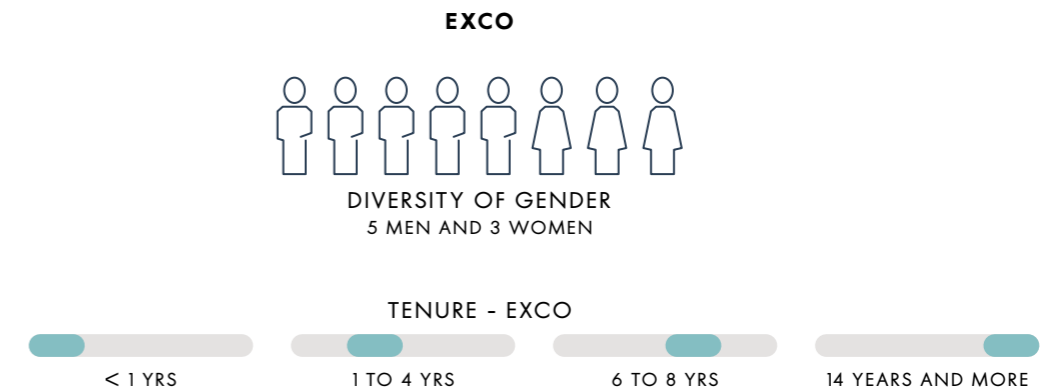 EXCO
DIVERSITY OF GENDER
5 MEN AND 3 WOMEN
TENURE – EXCO
< 1 YRS
1 TO 4 YRS
6 TO 8 YRS
14 YEARS AND MORE